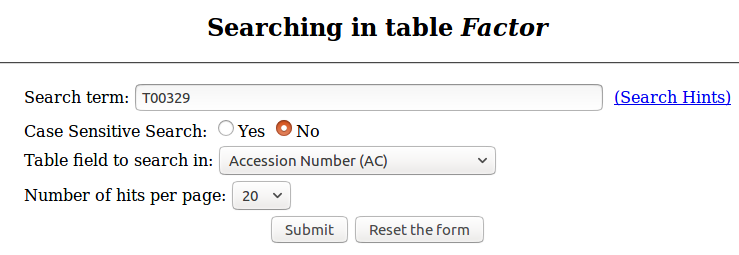 Searching in table Factor
Search term: T00329 (Search Hints)
Case Sensitive Search: Yes No
Table field to search in: Accession Number (AC)
Number of hits per page: 20
Submit Reset the form